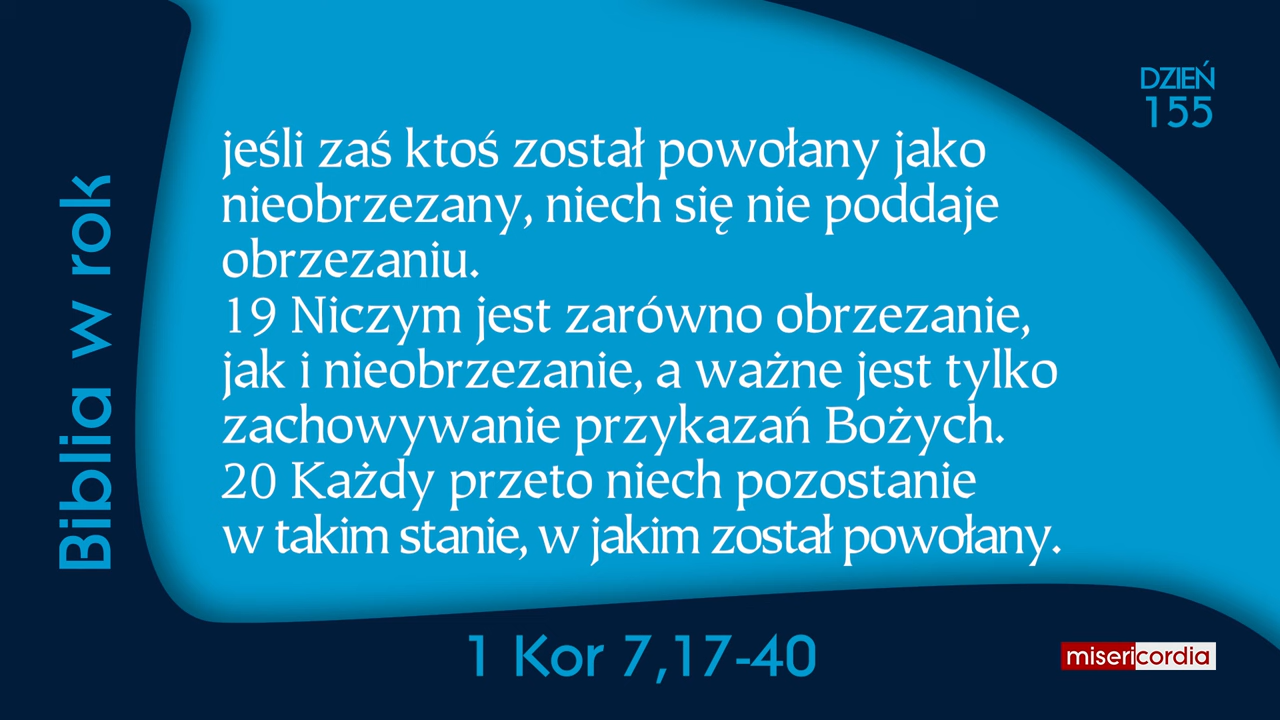 DZIEŃ
155
jeśli zaś ktoś został powołany jako
nieobrzezany, niech się nie poddaje
obrzezaniu.
19 Niczym jest zarówno obrzezanie,
jak i nieobrzezanie, a ważne jest tylko
zachowywanie przykazań Bożych.
20 Każdy przeto niech pozostanie
w takim stanie, w jakim został powołany.
Biblia w rok
1 Kor 7,17-40
misericordia